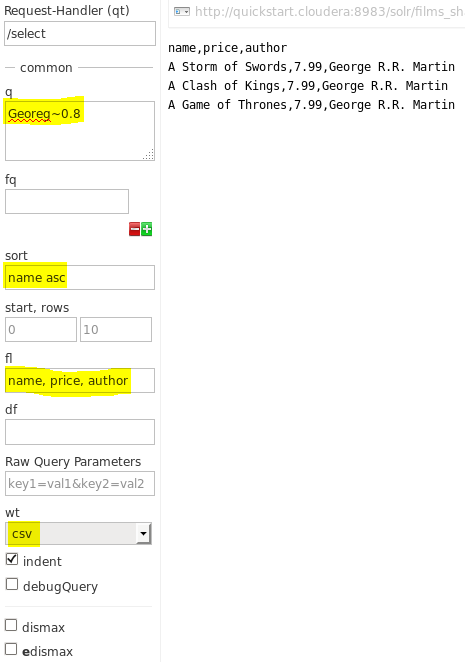 Request-Handler (qt)
/select
common
q
Georeg~0.8
fq
sort
name asc
start, rows
0 10
fl
name, price, author
df
Raw Query Parameters
key1=val1&key2=val2
wt
csv
indent
debugQuery
dismax
edismax
http://quickstart.cloudera:8983/solr/films_sh
name,price,author
A Storm of Swords,7.99,George R.R. Martin
A Clash of Kings,7.99,George R.R. Martin
A Game of Thrones,7.99,George R.R. Martin